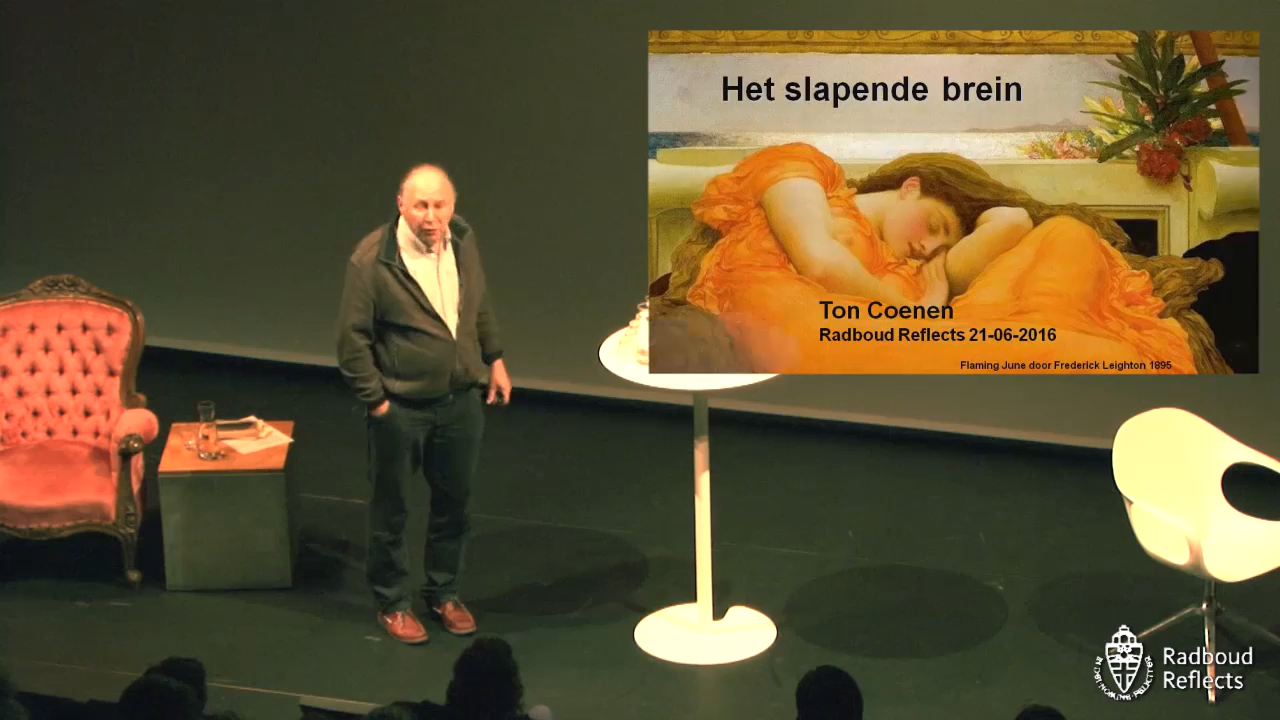 Het slapende brein
Ton Coenen
Radboud Reflects 21-06-2016
Flaming June door Frederick Leighton 1895
Radboud
Reflects